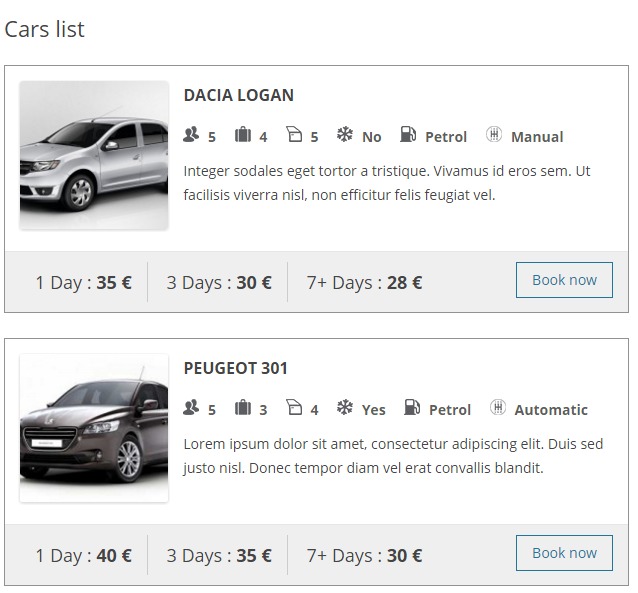 Cars list
DACIA LOGAN
5 4 5 No Petrol Manual
Integer sodales eget tortor a tristique. Vivamus id eros sem. Ut
facilisis viverra nisl, non efficitur felis feugiat vel.
1 Day : 35 € 3 Days : 30 € 7+ Days : 28 € Book now
PEUGEOT 301
5 3 4 Yes Petrol Automatic
Lorem ipsum dolor sit amet, consectetur adipiscing elit. Duis sed
justo nisl. Donec tempor diam vel erat convallis blandit.
1 Day : 40 € 3 Days : 35 € 7+ Days : 30 € Book now